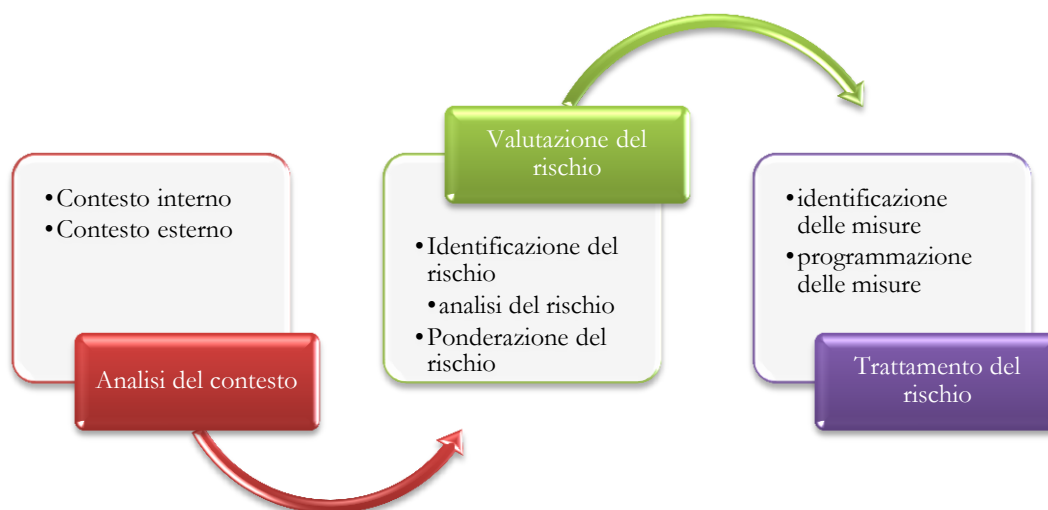 •Contesto interno
•Contesto esterno
Analisi del contesto
Valutazione del
rischio
•Identificazione del
rischio
•analisi del rischio
•Ponderazione del
rischio
•identificazione
delle misure
•programmazione
delle misure
Trattamento del
rischio